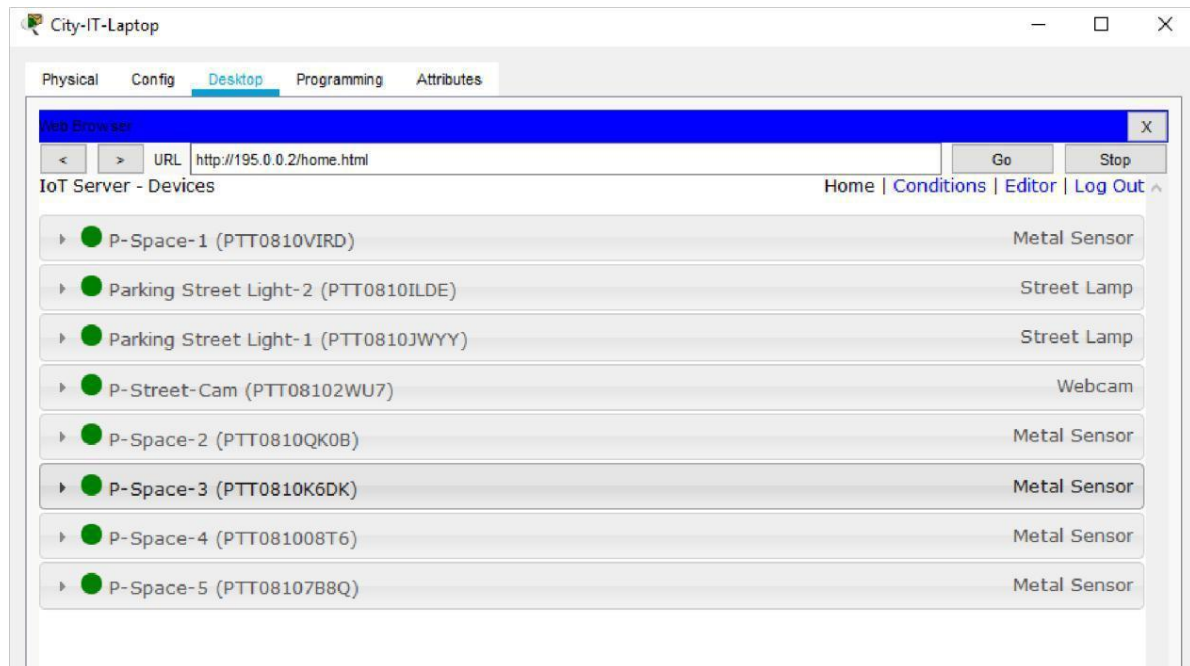 City-IT-Laptop
Physical Config Desktop Programming Attributes
Web Browser X
< > URL http://195.0.0.2/home.html Go Stop
IoT Server - Devices Home | Conditions | Editor | Log Out
P-Space-1 (PTT0810VIRD) Metal Sensor
Parking Street Light-2 (PTT0810ILDE) Street Lamp
Parking Street Light-1 (PTT0810JWYY) Street Lamp
P-Street-Cam (PTT08102WU7) Webcam
P-Space-2 (PTT0810QK0B) Metal Sensor
P-Space-3 (PTT0810K6DK) Metal Sensor
P-Space-4 (PTT081008T6) Metal Sensor
P-Space-5 (PTT08107B8Q) Metal Sensor